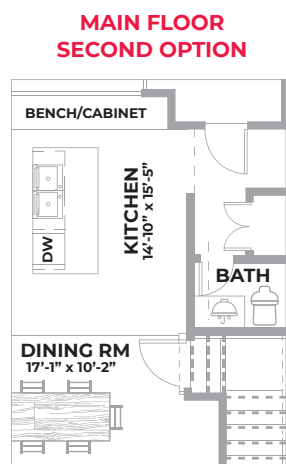 MAIN FLOOR
SECOND OPTION
BENCH/CABINET
KITCHEN
14'-10" x 15'-5"
DW
BATH
DINING RM
17'-1" x 10'-2"